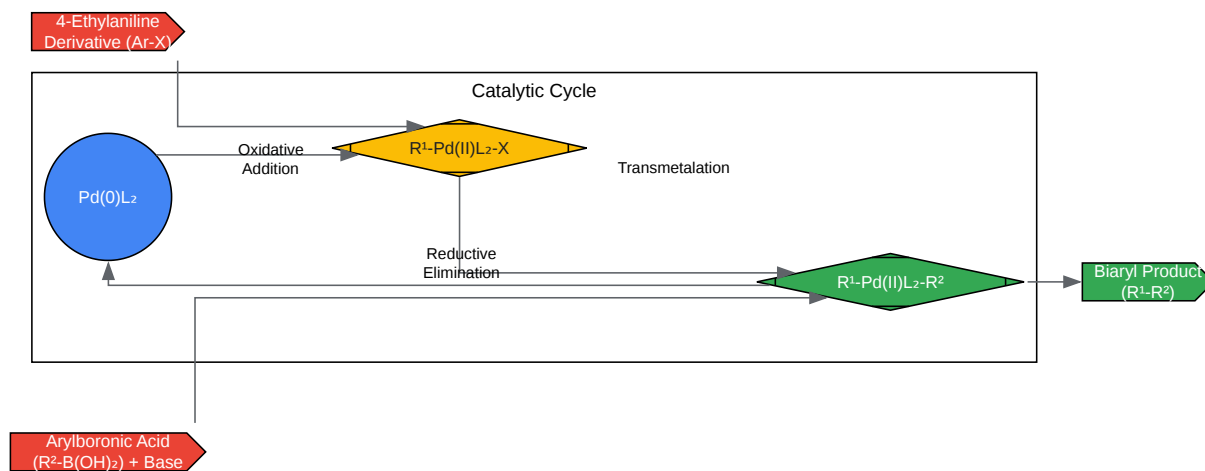 4-Ethylaniline
Derivative (Ar-X)
Catalytic Cycle
Oxidative
Addition
R¹-Pd(II)L₂-X
Transmetalation
Pd(0)L₂
Reductive
Elimination
R¹-Pd(II)L₂-R²
Biaryl Product
(R¹-R²)
Arylboronic Acid
(R²-B(OH)₂) + Base